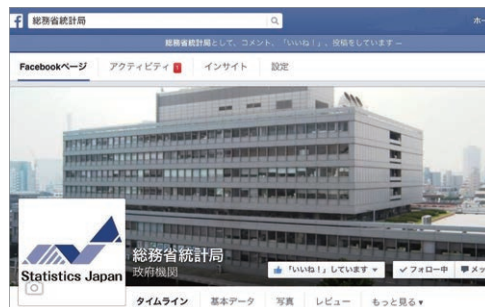 総務省統計局
ホー
総務省統計局として、コメント、「いいね！」、投稿をしています –
Facebookページ
アクティビティ 1
インサイト
設定
総務省統計局
政府機関
Statistics Japan
「いいね！」しています
フォロー中
メッ
タイムライン
基本データ
写真
レビュー
もっと見る